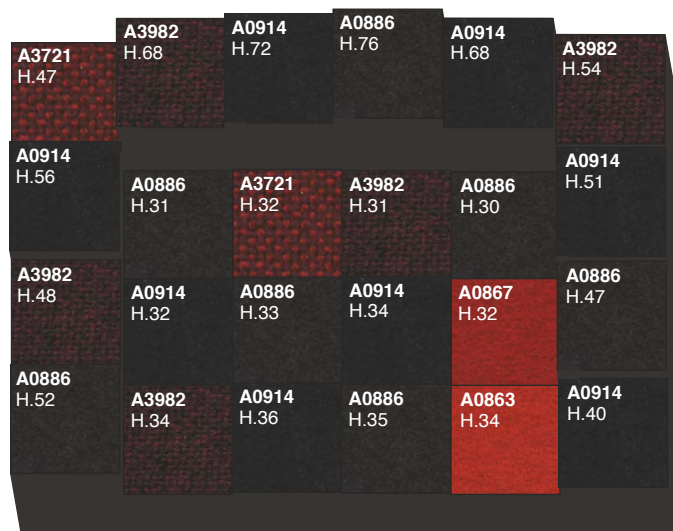 A3721
H.47
A3982
H.68
A0914
H.72
A0886
H.76
A0914
H.68
A3982
H.54
A0914
H.56
A0886
H.31
A3721
H.32
A3982
H.31
A0886
H.30
A0914
H.51
A3982
H.48
A0914
H.32
A0886
H.33
A0914
H.34
A0867
H.32
A0886
H.47
A0886
H.52
A3982
H.34
A0914
H.36
A0886
H.35
A0863
H.34
A0914
H.40